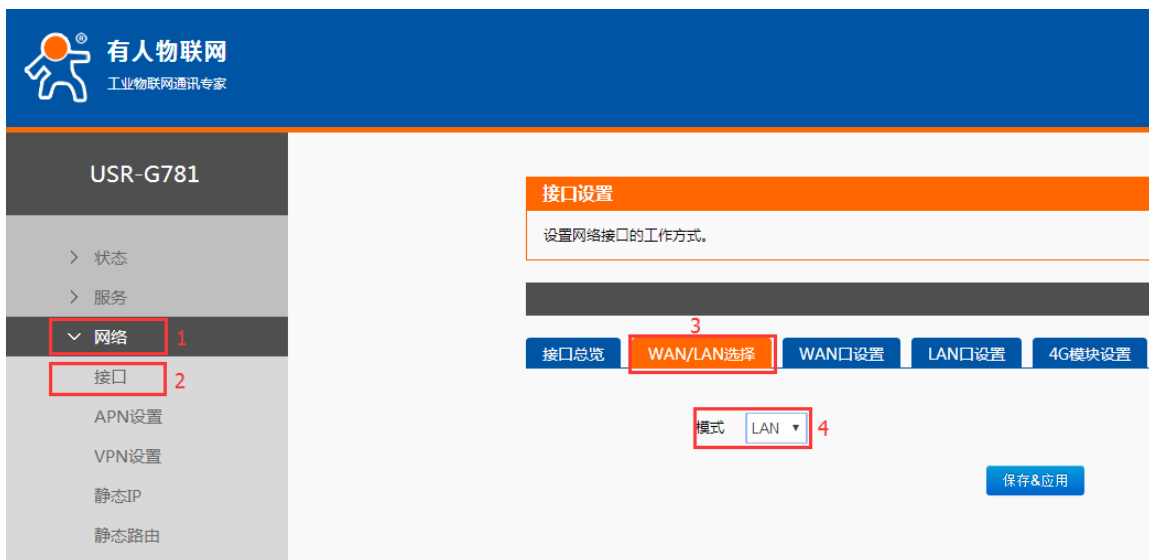 有人物联网
®
工业物联网通讯专家
USR-G781
状态
服务
网络 1
接口 2
APN设置
VPN设置
静态IP
静态路由
接口设置
设置网络接口的工作方式。
3
接口总览 WAN/LAN选择 WAN口设置 LAN口设置 4G模块设置
模式 LAN 4
保存&应用